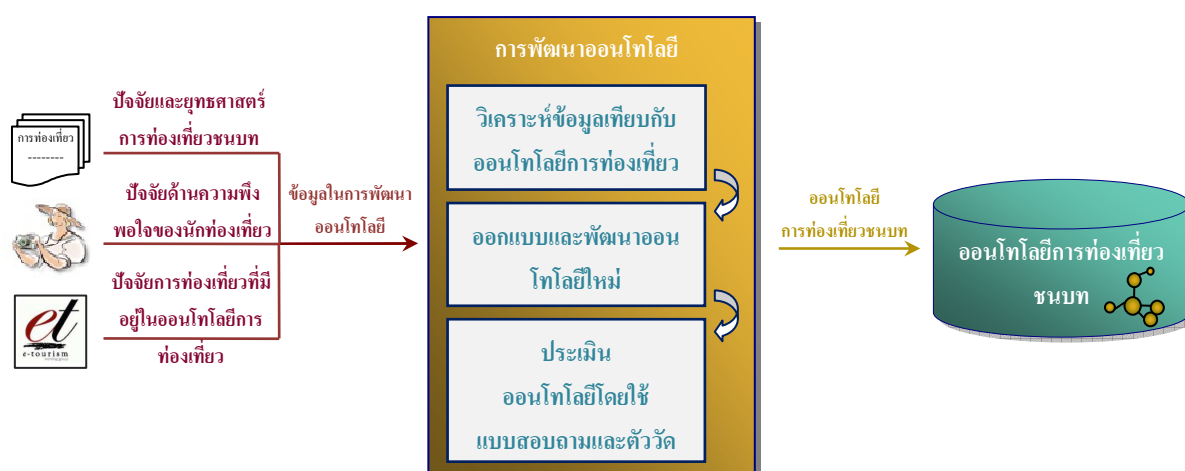 การพัฒนาออนโทโลยี
ปัจจัยและยุทธศาสตร์
การท่องเที่ยวชนบท
การท่องเที่ยว
--------
ปัจจัยด้านความพึง
พอใจของนักท่องเที่ยว
ปัจจัยการท่องเที่ยวที่มี
อยู่ในออนโทโลยีการ
ท่องเที่ยว
et
e-tourism
ข้อมูลในการพัฒนา
ออนโทโลยี
วิเคราะห์ข้อมูลเทียบกับ
ออนโทโลยีการท่องเที่ยว
ออกแบบและพัฒนาออน
โทโลยีใหม่
ประเมิน
ออนโทโลยีโดยใช้
แบบสอบถามและตัววัด
ออนโทโลยี
การท่องเที่ยวชนบท
ออนโทโลยีการท่องเที่ยว
ชนบท